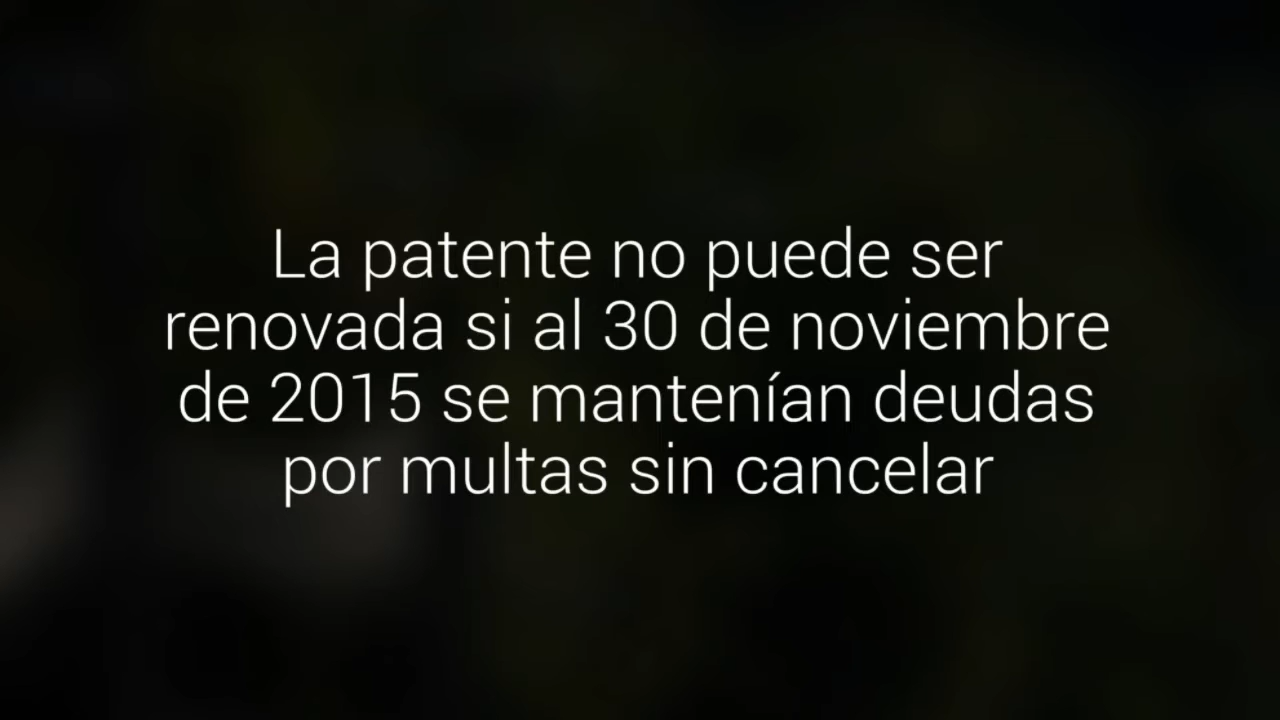 La patente no puede ser
renovada si al 30 de noviembre
de 2015 se mantenían deudas
por multas sin cancelar